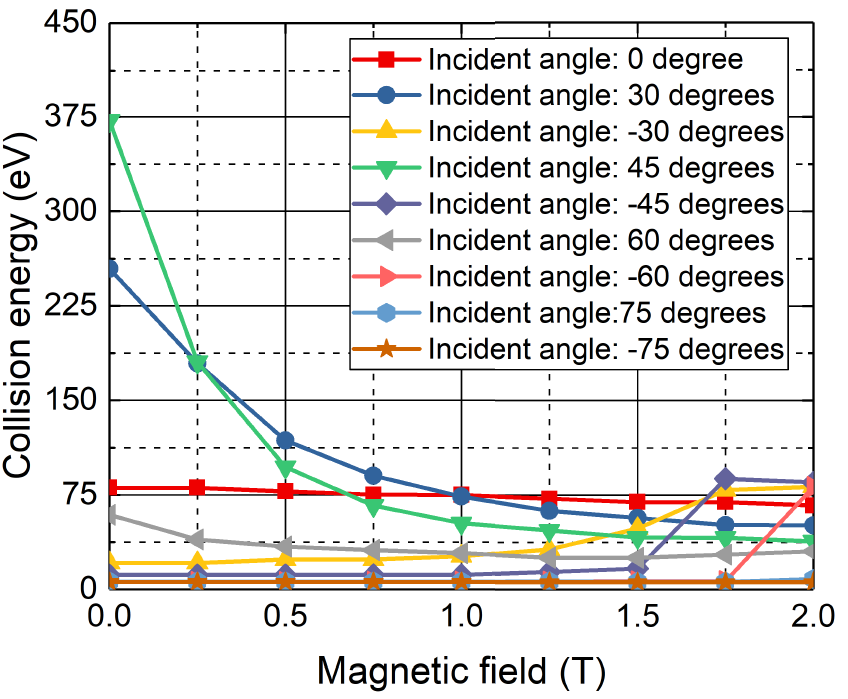 450
375
300
225
150
75
0
Collision energy (eV)
Incident angle: 0 degree
Incident angle: 30 degrees
Incident angle: -30 degrees
Incident angle: 45 degrees
Incident angle: -45 degrees
Incident angle: 60 degrees
Incident angle: -60 degrees
Incident angle:75 degrees
Incident angle: -75 degrees
0.0 0.5 1.0 1.5 2.0
Magnetic field (T)